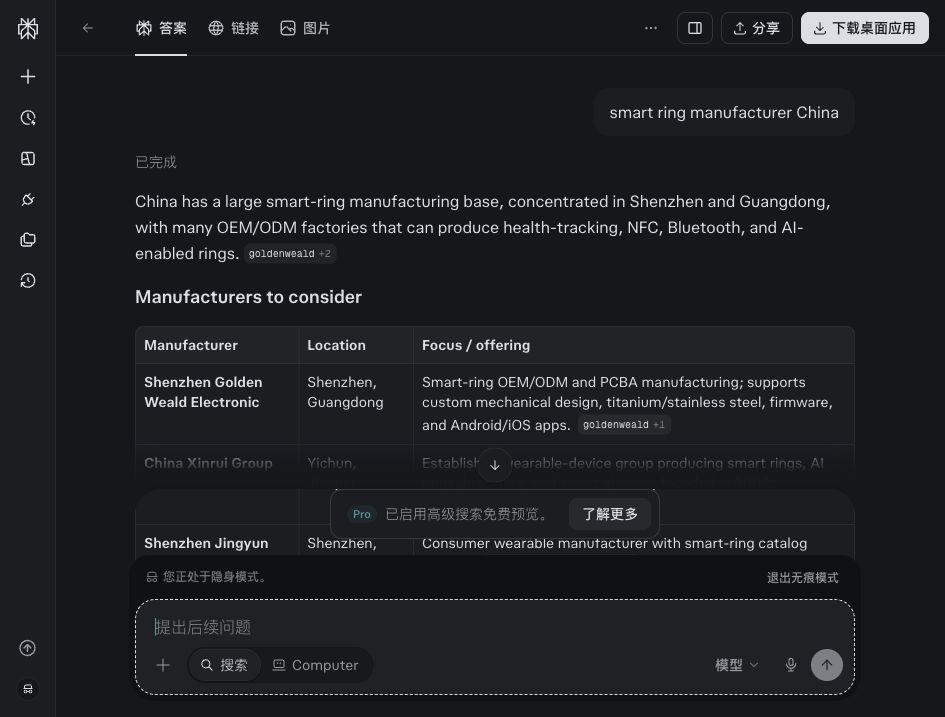 答案
链接
图片
分享
下载桌面应用
smart ring manufacturer China
已完成
China has a large smart-ring manufacturing base, concentrated in Shenzhen and Guangdong,
with many OEM/ODM factories that can produce health-tracking, NFC, Bluetooth, and AI-
enabled rings. goldenweald +2
Manufacturers to consider
Manufacturer Location Focus / offering
Shenzhen Golden Shenzhen, Smart-ring OEM/ODM and PCBA manufacturing; supports
Weald Electronic Guangdong custom mechanical design, titanium/stainless steel, firmware,
and Android/iOS apps. goldenweald +1
China Xinrui Group Yichun, wearable-device group producing smart rings, AI
Pro 已启用高级搜索免费预览。 了解更多
Shenzhen Jingyun Shenzhen, Consumer wearable manufacturer with smart-ring catalog
您正处于隐身模式。 退出无痕模式
提出后续问题
搜索 Computer 模型